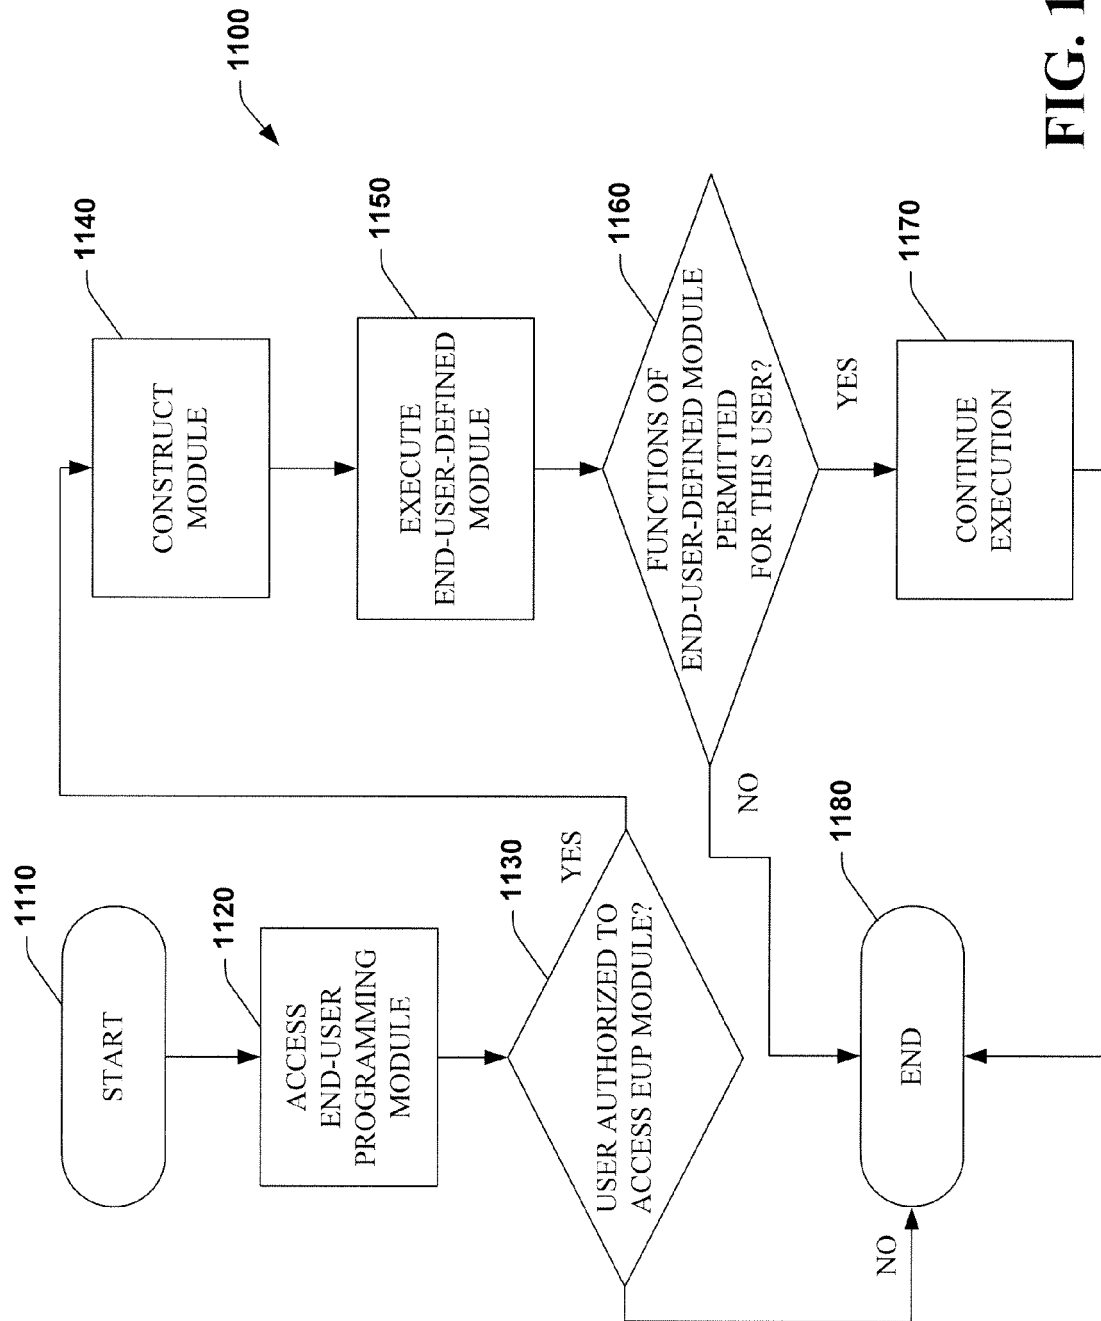 1100
1110
START
1120
ACCESS
END-USER
PROGRAMMING
MODULE
1130
USER AUTHORIZED TO
ACCESS EUP MODULE?
YES
NO
1140
CONSTRUCT
MODULE
1150
EXECUTE
END-USER-DEFINED
MODULE
1160
FUNCTIONS OF
END-USER-DEFINED MODULE
PERMITTED
FOR THIS USER?
YES
NO
1170
CONTINUE
EXECUTION
1180
END
FIG. 1